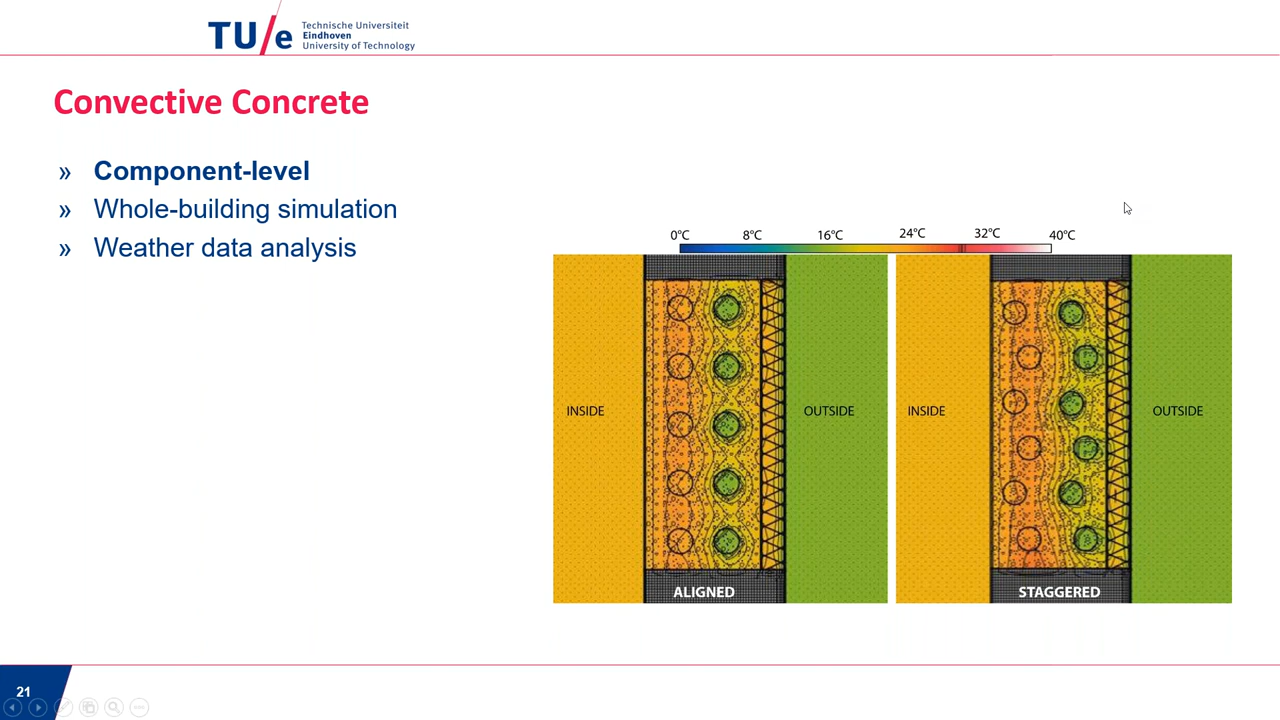 TU/e
Technische Universiteit
Eindhoven
University of Technology
Convective Concrete
» Component-level
» Whole-building simulation
» Weather data analysis
0°C 8°C 16°C 24°C 32°C 40°C
INSIDE OUTSIDE INSIDE OUTSIDE
ALIGNED STAGGERED
21